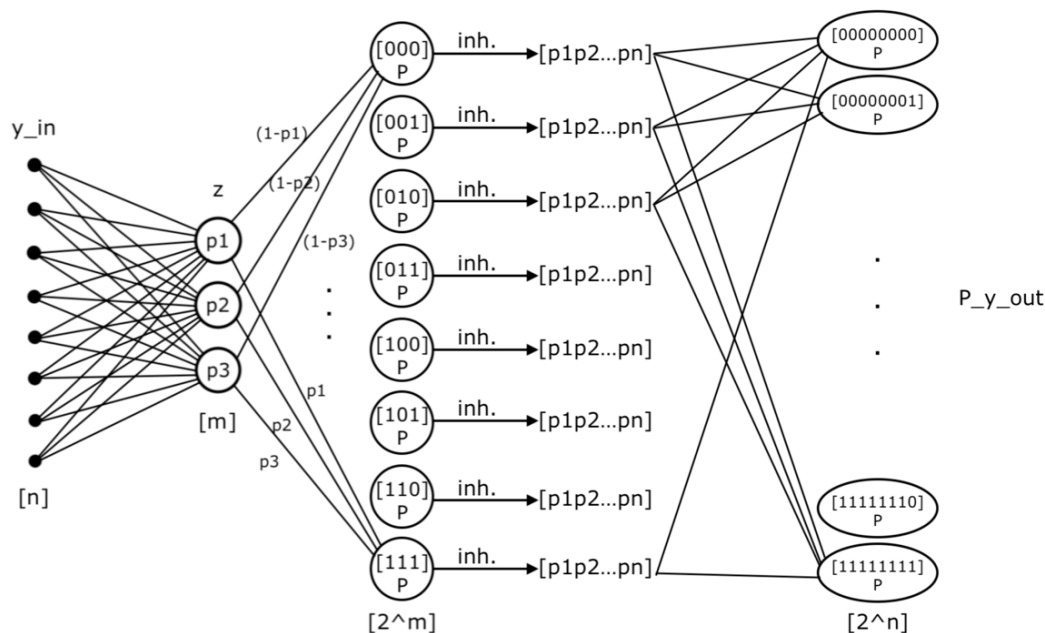 y_in
[n]
z
p1
p2
p3
[m]
(1-p1)
(1-p2)
(1-p3)
p1
p2
p3
.
.
.
[000]
P
[001]
P
[010]
P
[011]
P
[100]
P
[101]
P
[110]
P
[111]
P
[2^m]
inh.
[p1p2...pn]
inh.
[p1p2...pn]
inh.
[p1p2...pn]
inh.
[p1p2...pn]
inh.
[p1p2...pn]
inh.
[p1p2...pn]
inh.
[p1p2...pn]
inh.
[p1p2...pn]
[00000000]
P
[00000001]
P
.
.
.
[11111110]
P
[11111111]
P
[2^n]
P_y_out